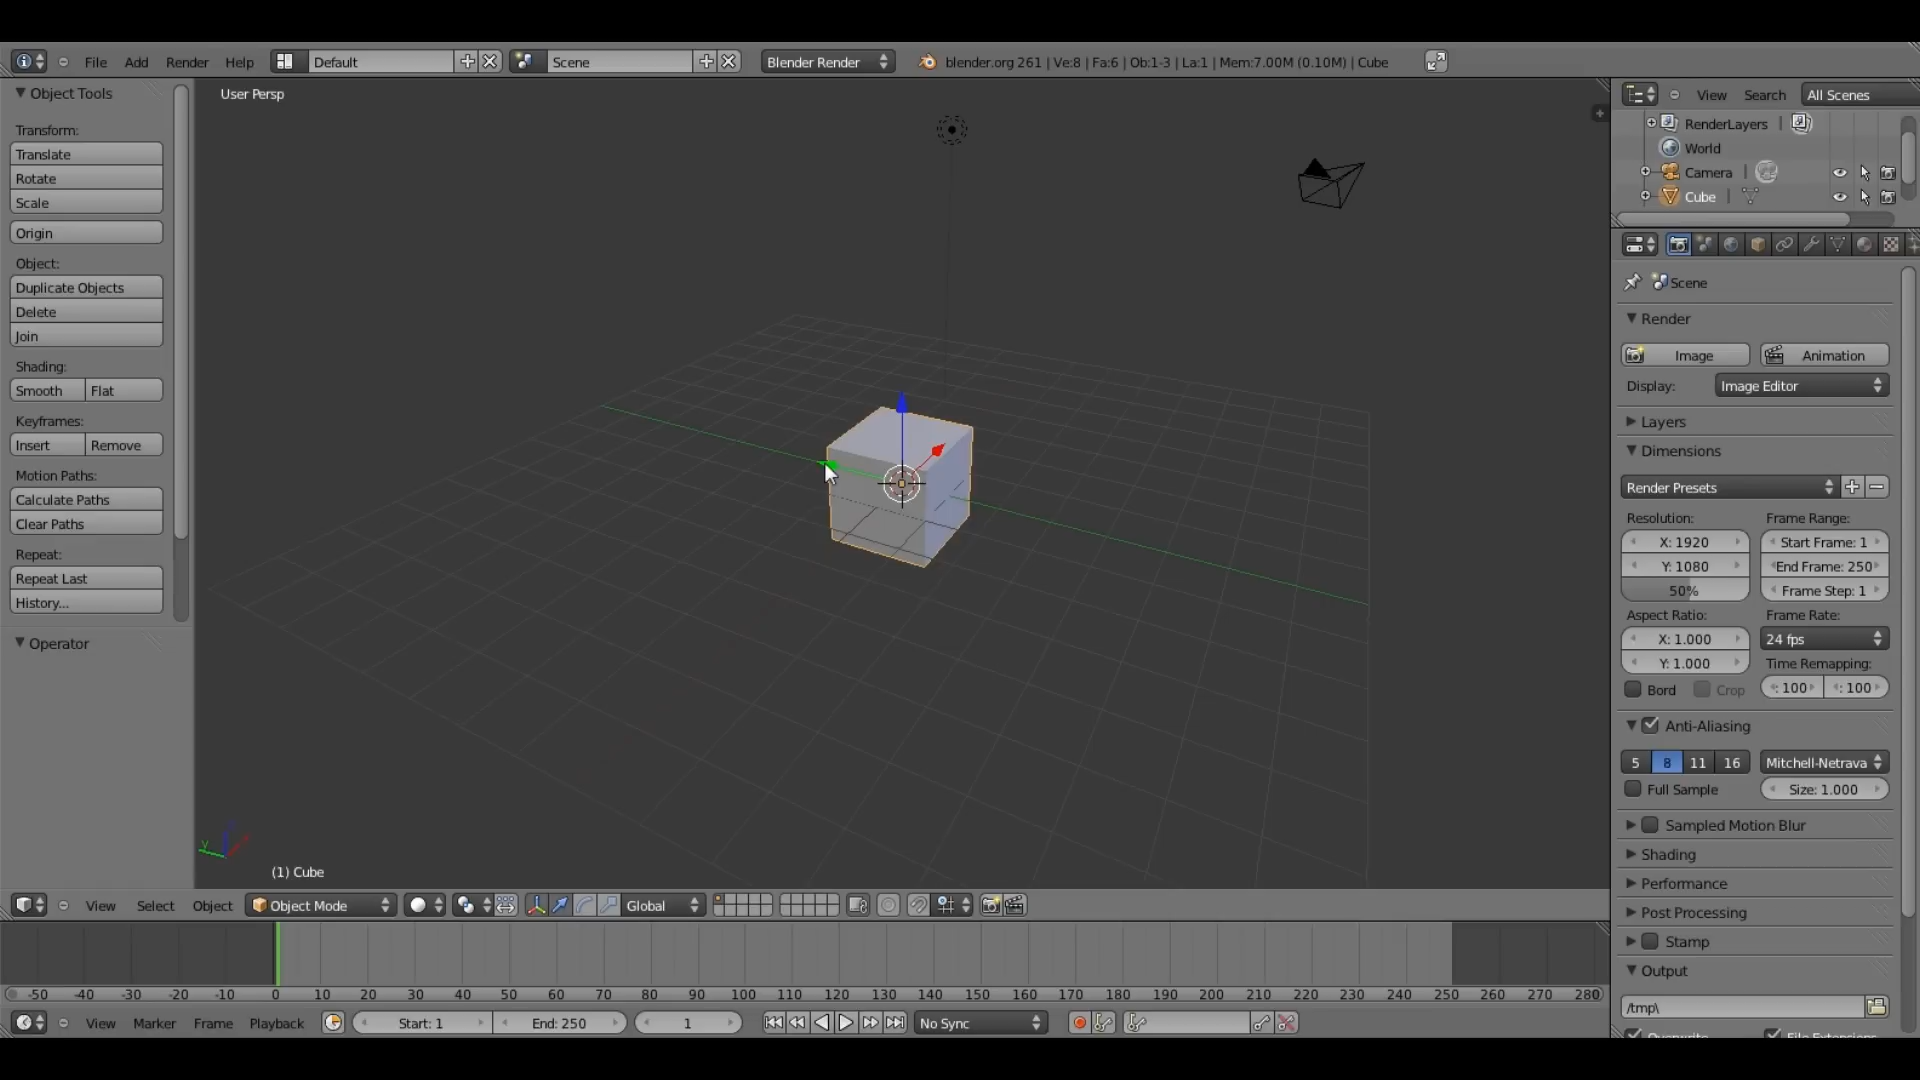 File Add Render Help Default Scene Blender Render blender.org 261 | Ve:8 | Fa:6 | Ob:1-3 | La:1 | Mem:7.00M (0.10M) | Cube
Object Tools
Transform:
Translate
Rotate
Scale
Origin
Object:
Duplicate Objects
Delete
Join
Shading:
Smooth Flat
Keyframes:
Insert Remove
Motion Paths:
Calculate Paths
Clear Paths
Repeat:
Repeat Last
History...
Operator
User Persp
(1) Cube
View Search All Scenes
RenderLayers |
World
Camera |
Cube |
Scene
Render
Image Animation
Display: Image Editor
Layers
Dimensions
Render Presets
Resolution: Frame Range:
X: 1920 Start Frame: 1
Y: 1080 End Frame: 250
50% Frame Step: 1
Aspect Ratio: Frame Rate:
X: 1.000 24 fps
Y: 1.000 Time Remapping:
Bord Crop : 100 : 100
Anti-Aliasing
5 8 11 16 Mitchell-Netrava
Full Sample Size: 1.000
Sampled Motion Blur
Shading
Performance
Post Processing
Stamp
Output
/tmp\
View Select Object Object Mode Global
-50 -40 -30 -20 -10 0 10 20 30 40 50 60 70 80 90 100 110 120 130 140 150 160 170 180 190 200 210 220 230 240 250 260 270 280
View Marker Frame Playback Start: 1 End: 250 1 No Sync